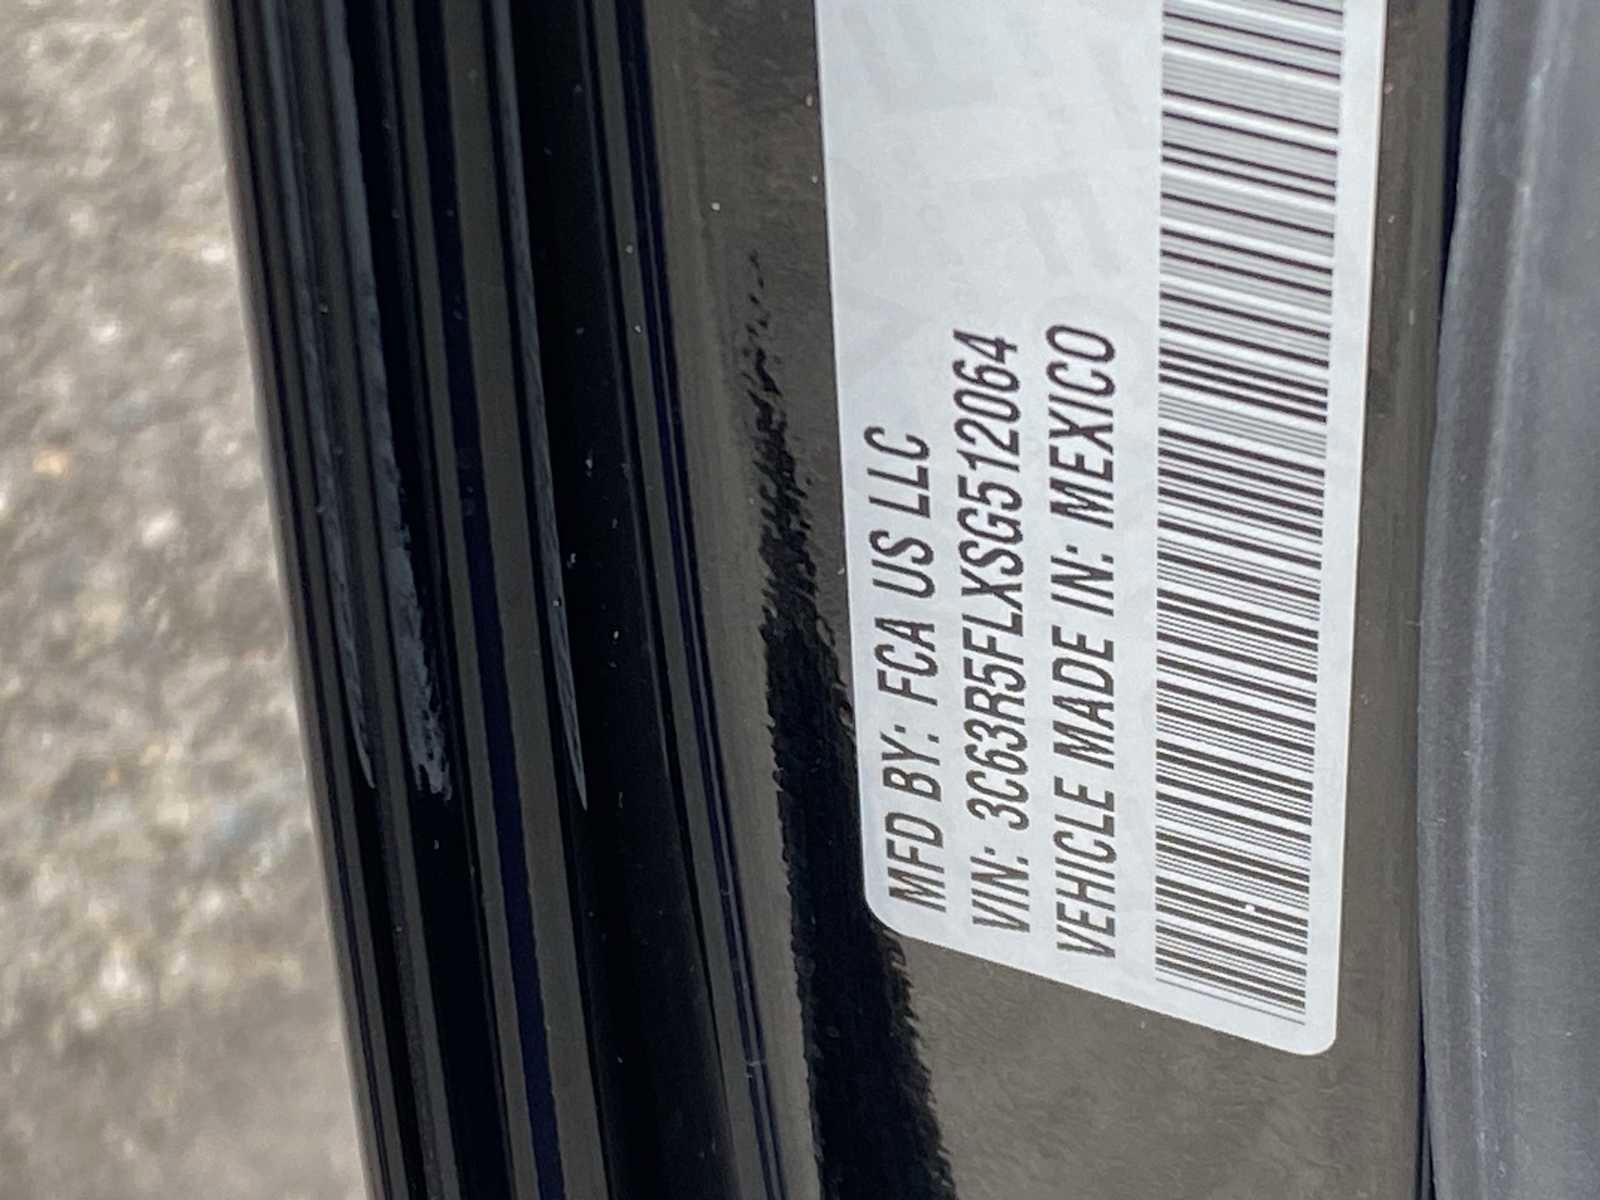 MFD BY: FCA US LLC
VIN: 3C63R5FLXSG512064
VEHICLE MADE IN: MEXICO